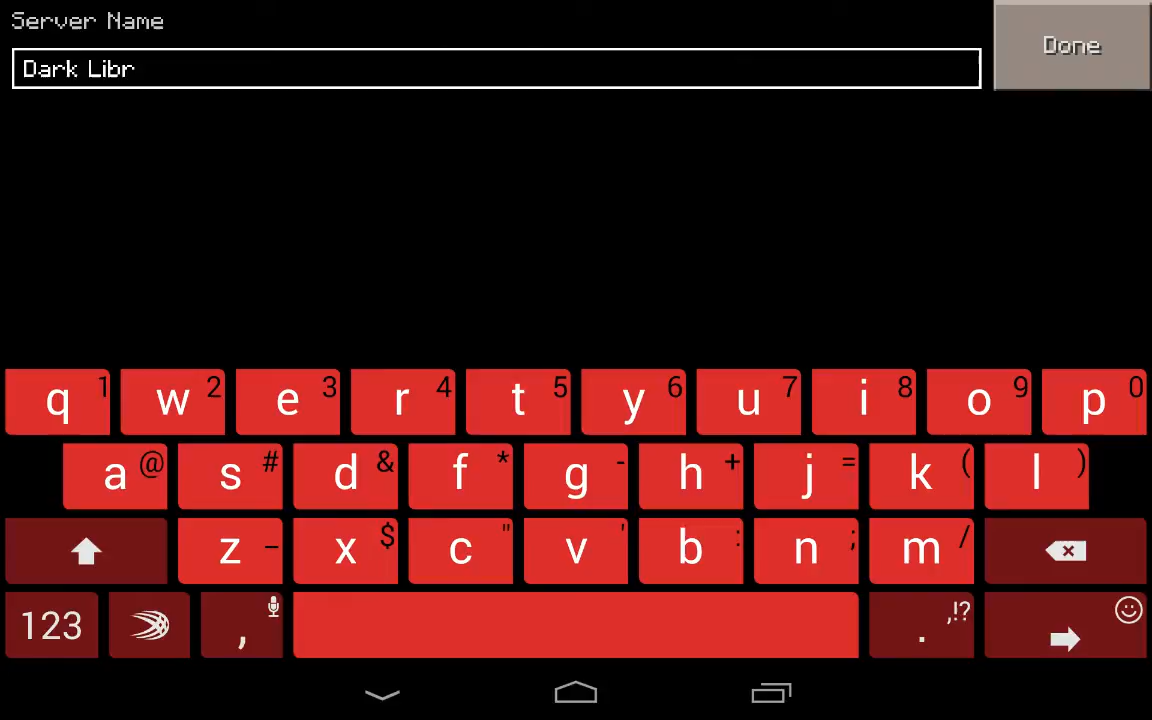 Server Name
Done
Dark Libr
q 1 w 2 e 3 r 4 t 5 y 6 u 7 i 8 o 9 p 0
a @ s # d & f * g - h + j = k ( l )
z _ x $ c " v ' b : n ; m /
123 , . ,!?